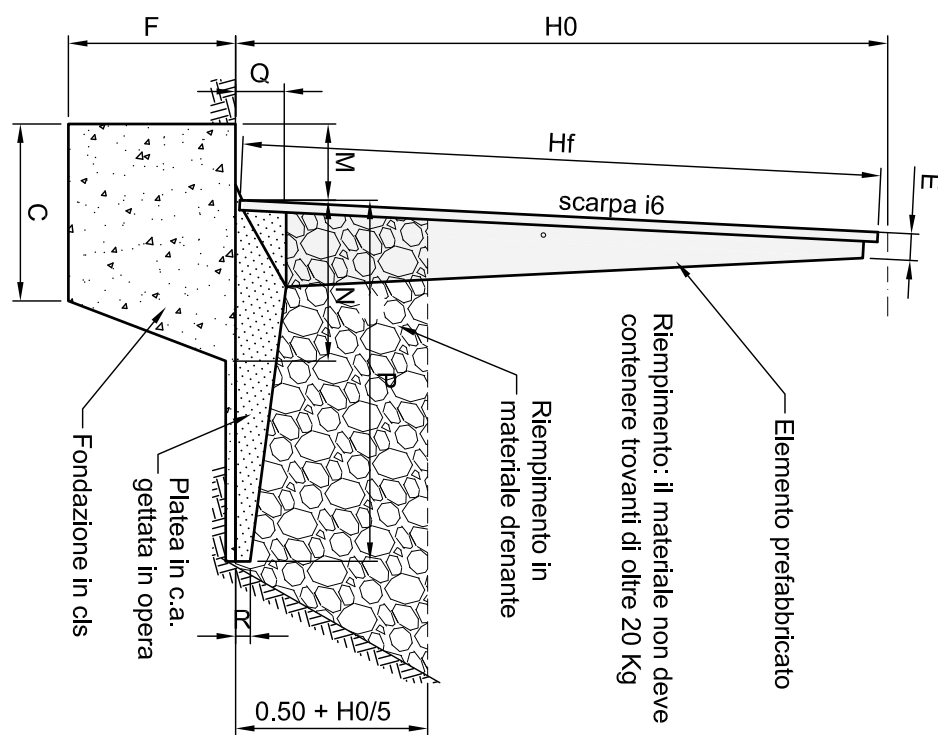 F
H0
Q
Hf
E
M
C
scarpa i6
N
P
Riempimento: il materiale non deve
contenere trovanti di oltre 20 Kg
Elemento prefabbricato
Riempimento in
materiale drenante
Platea in c.a.
gettata in opera
Fondazione in cls
R
0.50 + H0/5